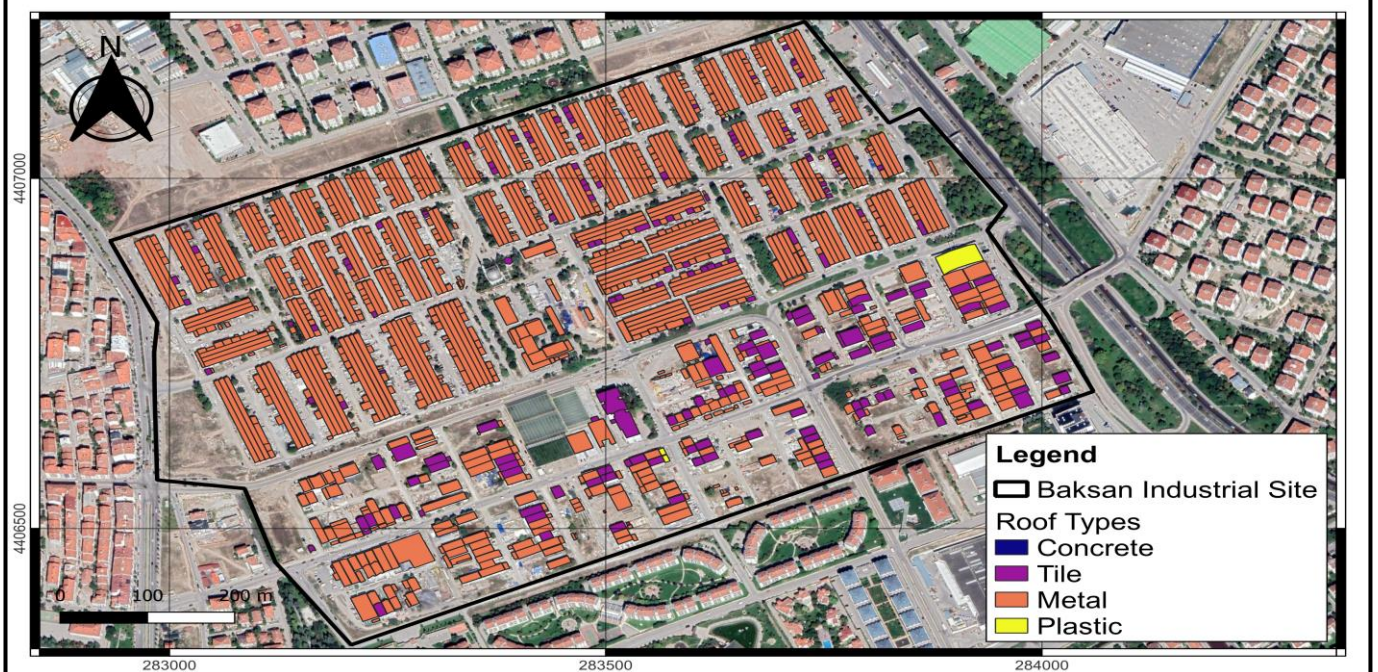 N
4407000
4406500
0 100 200 m
Legend
Baksan Industrial Site
Roof Types
Concrete
Tile
Metal
Plastic
283000 283500 284000